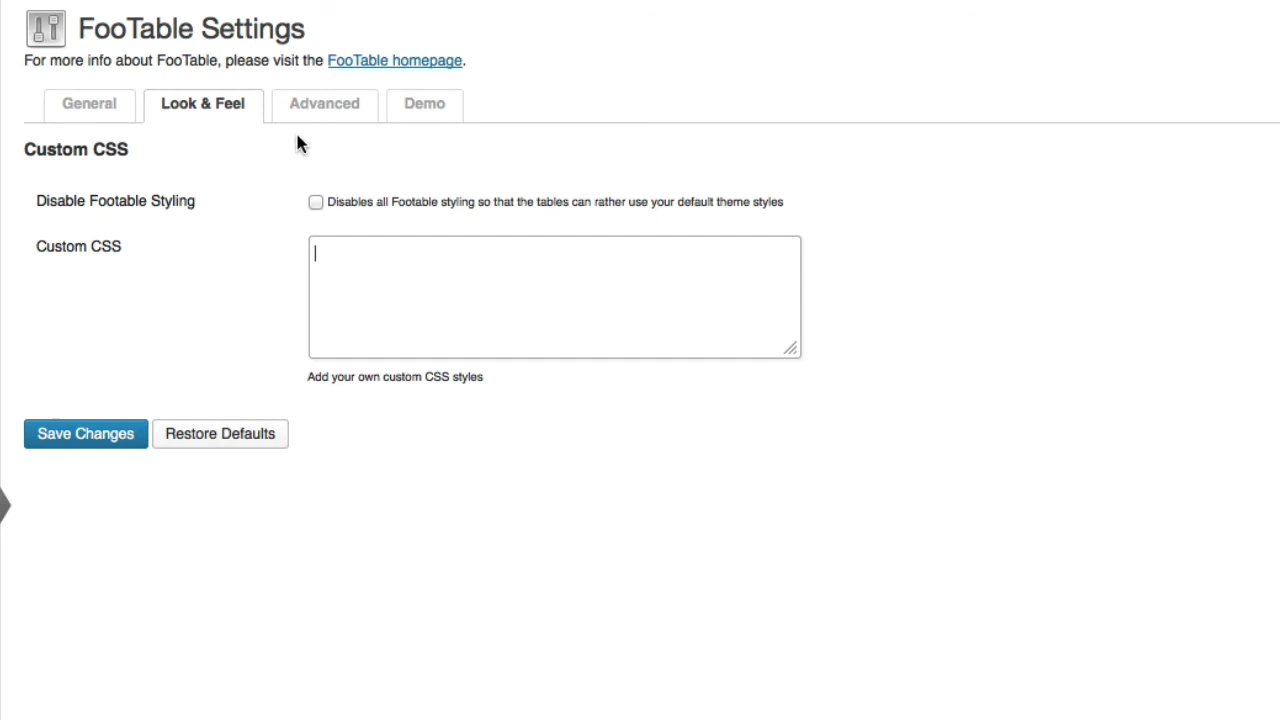 FooTable Settings
For more info about FooTable, please visit the FooTable homepage.
General Look & Feel Advanced Demo
Custom CSS
Disable Footable Styling Disables all Footable styling so that the tables can rather use your default theme styles
Custom CSS
Add your own custom CSS styles
Save Changes Restore Defaults